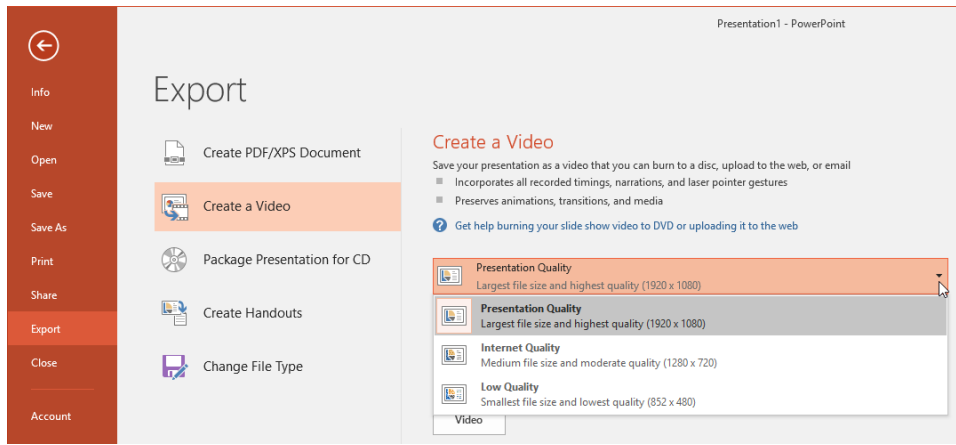 Presentation1 - PowerPoint
Info
New
Open
Save
Save As
Print
Share
Export
Close
Account
Export
Create PDF/XPS Document
Create a Video
Package Presentation for CD
Create Handouts
Change File Type
Create a Video
Save your presentation as a video that you can burn to a disc, upload to the web, or email
Incorporates all recorded timings, narrations, and laser pointer gestures
Preserves animations, transitions, and media
Get help burning your slide show video to DVD or uploading it to the web
Presentation Quality
Largest file size and highest quality (1920 x 1080)
Presentation Quality
Largest file size and highest quality (1920 x 1080)
Internet Quality
Medium file size and moderate quality (1280 x 720)
Low Quality
Smallest file size and lowest quality (852 x 480)
Video